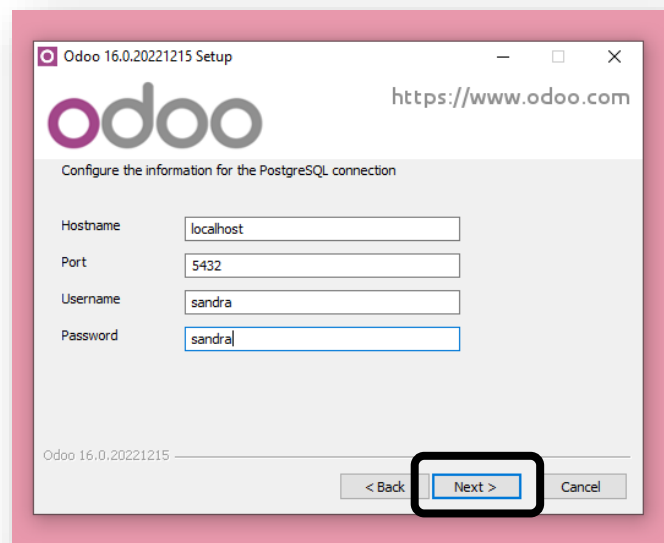 Odoo 16.0.20221215 Setup
odoo
https://www.odoo.com
Configure the information for the PostgreSQL connection
Hostname localhost
Port 5432
Username sandra
Password sandra
Odoo 16.0.20221215
< Back Next > Cancel